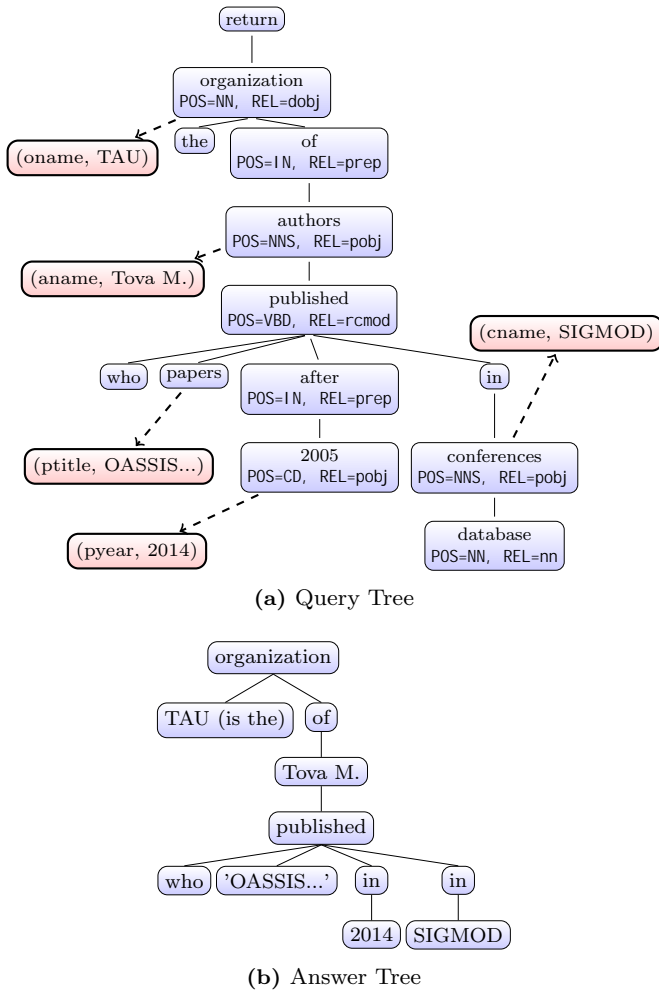 return
organization
POS=NN, REL=dobj
the
of
POS=IN, REL=prep
(oname, TAU)
authors
POS=NNS, REL=pobj
(aname, Tova M.)
published
POS=VBD, REL=rcmod
(cname, SIGMOD)
who
papers
after
POS=IN, REL=prep
in
(ptitle, OASSIS...)
2005
POS=CD, REL=pobj
conferences
POS=NNS, REL=pobj
(pyear, 2014)
database
POS=NN, REL=nn
(a) Query Tree
organization
TAU (is the)
of
Tova M.
published
who
'OASSIS...'
in
in
2014
SIGMOD
(b) Answer Tree